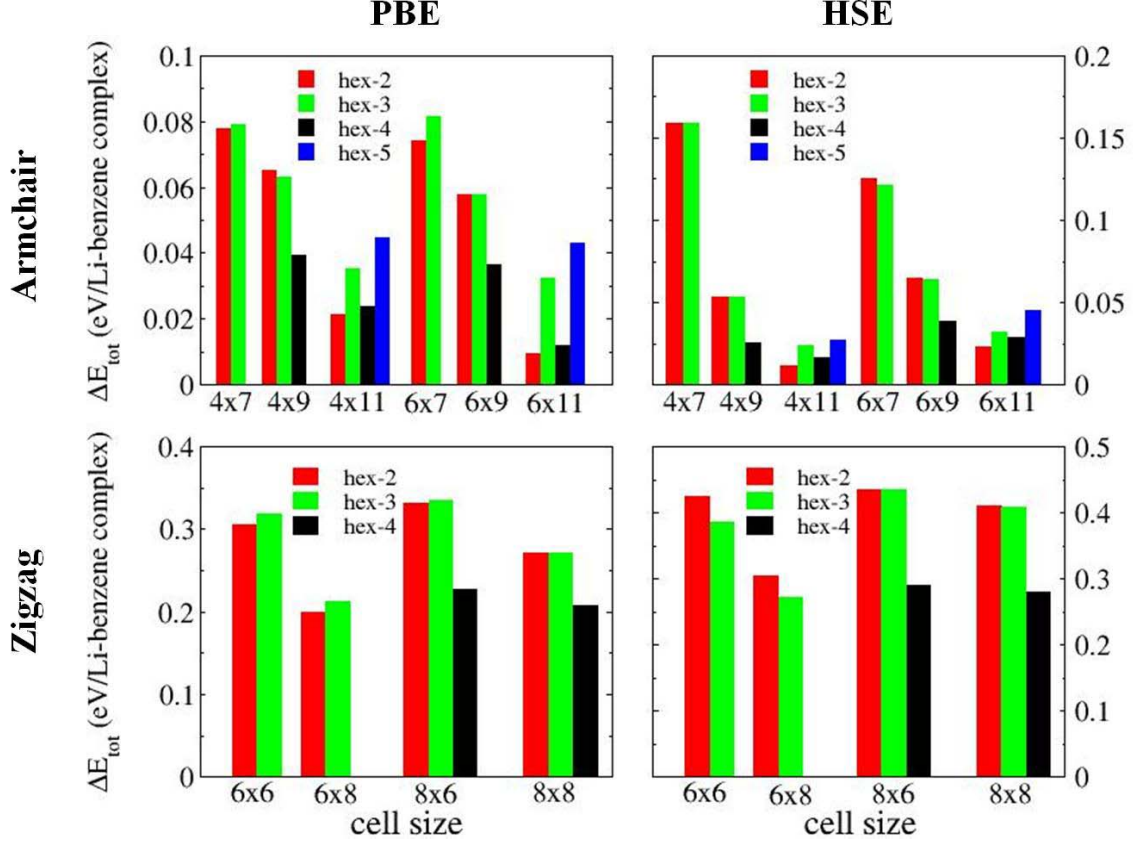 PBE HSE
Armchair
ΔE_tot (eV/Li-benzene complex)
0.1
0.08
0.06
0.04
0.02
0
hex-2
hex-3
hex-4
hex-5
4x7 4x9 4x11 6x7 6x9 6x11
hex-2
hex-3
hex-4
hex-5
0.2
0.15
0.1
0.05
0
4x7 4x9 4x11 6x7 6x9 6x11
Zigzag
ΔE_tot (eV/Li-benzene complex)
0.4
0.3
0.2
0.1
0
hex-2
hex-3
hex-4
6x6 6x8 8x6 8x8
cell size
hex-2
hex-3
hex-4
0.5
0.4
0.3
0.2
0.1
0
6x6 6x8 8x6 8x8
cell size